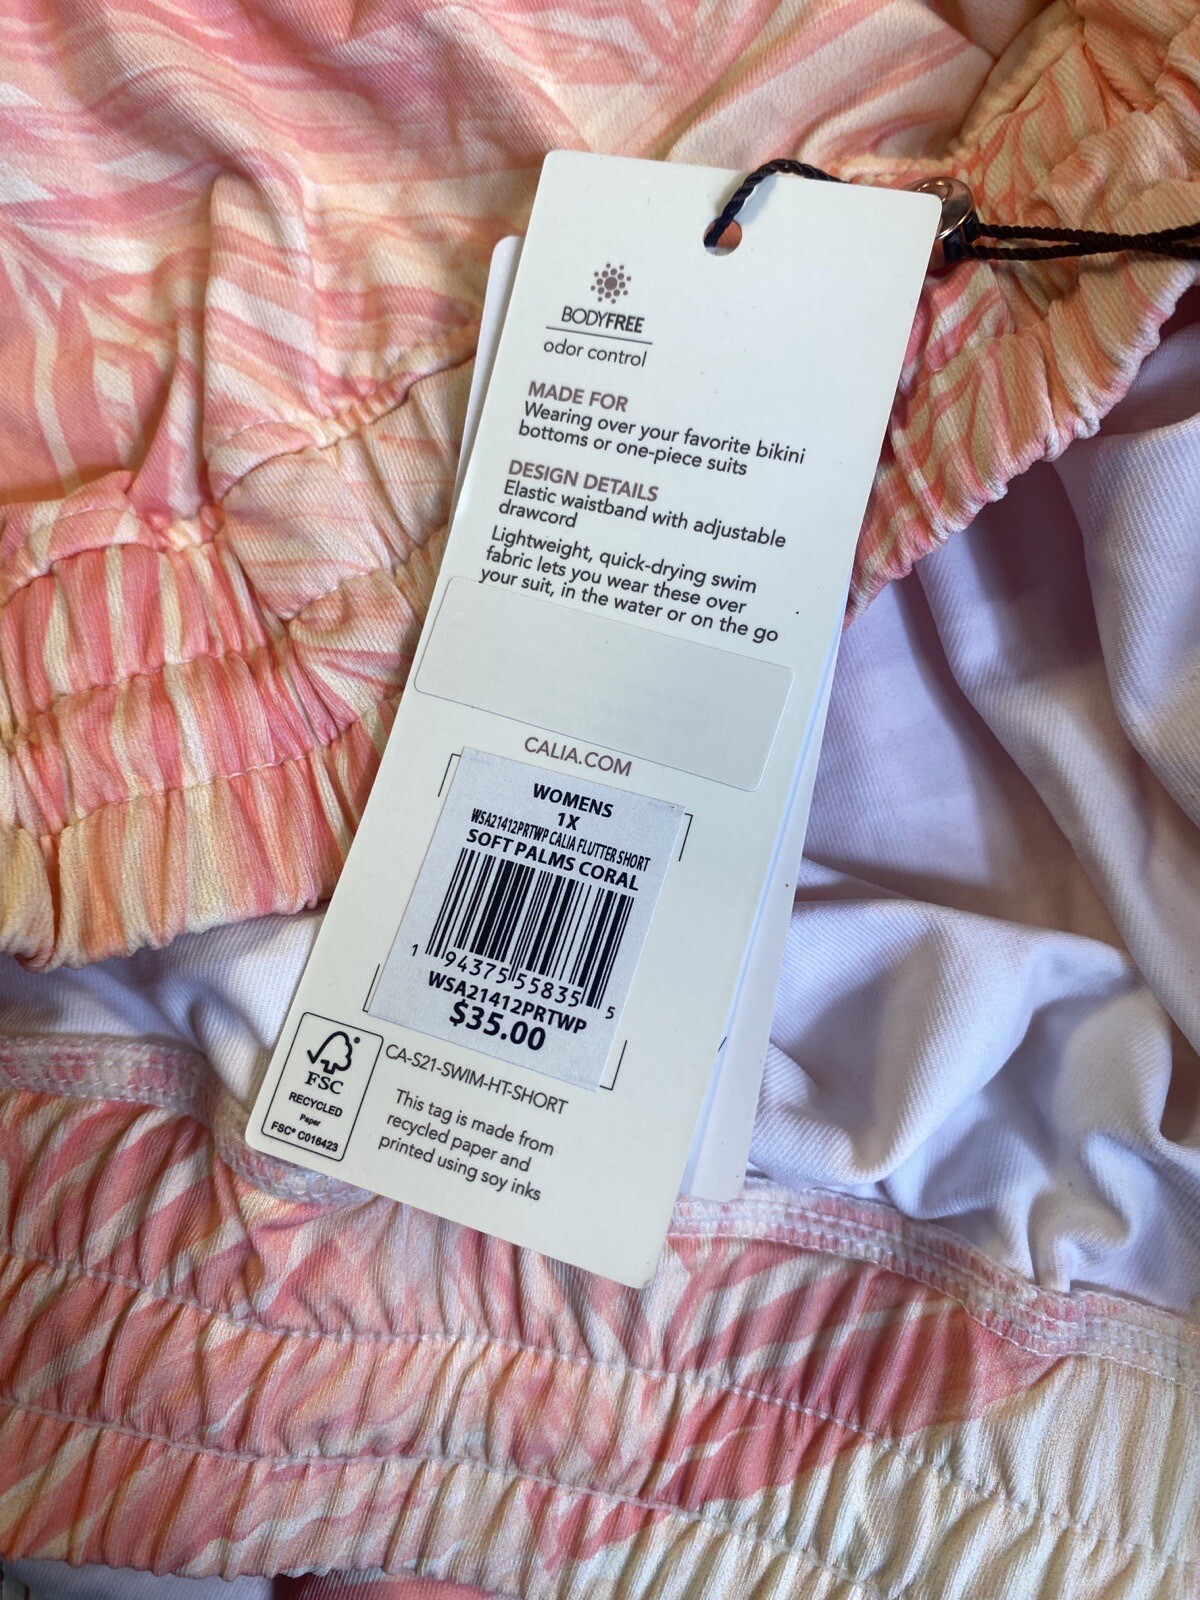 BODYFREE
odor control
MADE FOR
Wearing over your favorite bikini
bottoms or one-piece suits
DESIGN DETAILS
Elastic waistband with adjustable
drawcord
Lightweight, quick-drying swim
fabric lets you wear these over
your suit, in the water or on the go
CALIA.COM
WOMENS
1X
WSA21412PRTWP CALIA FLUTTER SHORT
SOFT PALMS CORAL
1 94375 55835 5
WSA21412PRTWP
$35.00
CA-S21-SWIM-HT-SHORT
FSC
RECYCLED
Paper
FSC® C016423
This tag is made from
recycled paper and
printed using soy inks